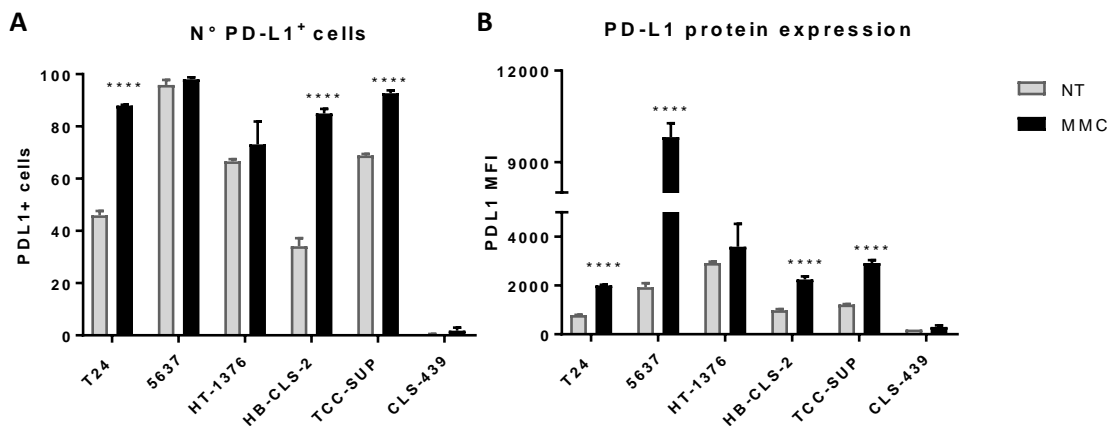 A
N° PD-L1⁺ cells
PDL1+ cells
100
80
60
40
20
0
****
****
****
T24
5637
HT-1376
HB-CLS-2
TCC-SUP
CLS-439
B
PD-L1 protein expression
PDL1 MFI
12000
9000
4000
2000
0
****
****
****
****
T24
5637
HT-1376
HB-CLS-2
TCC-SUP
CLS-439
NT
MMC